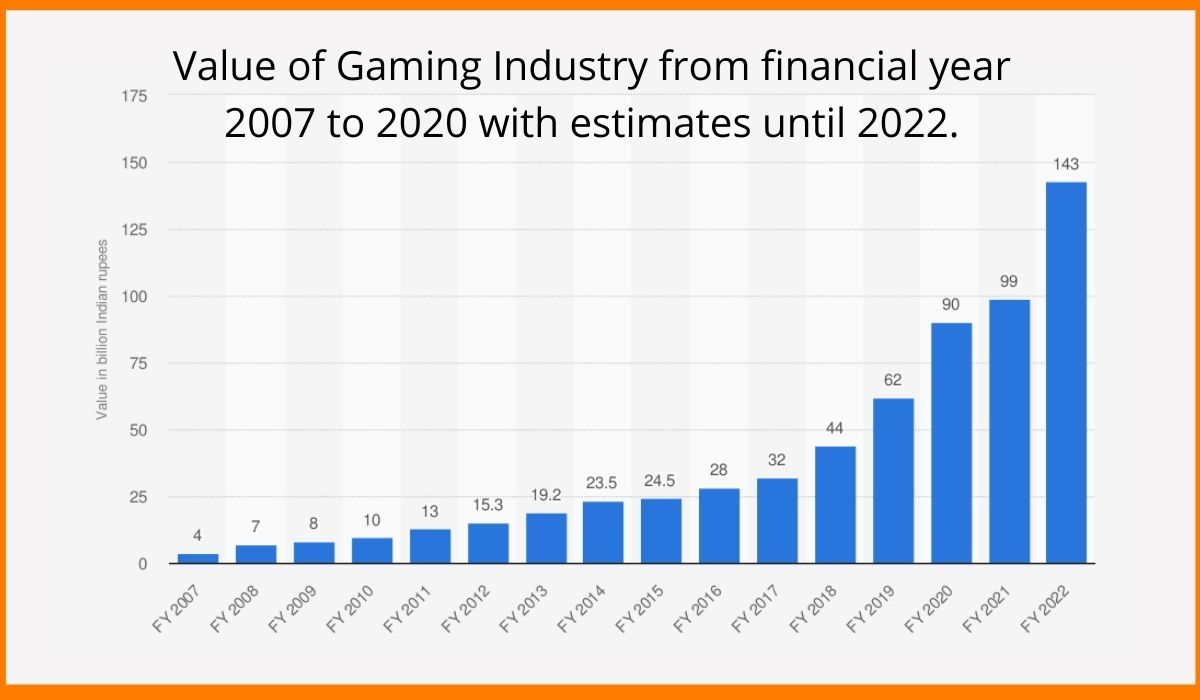 Value of Gaming Industry from financial year
2007 to 2020 with estimates until 2022.
Value in billion Indian rupees
175
150
125
100
75
50
25
0
4
7
8
10
13
15.3
19.2
23.5
24.5
28
32
44
62
90
99
143
FY 2007
FY 2008
FY 2009
FY 2010
FY 2011
FY 2012
FY 2013
FY 2014
FY 2015
FY 2016
FY 2017
FY 2018
FY 2019
FY 2020
FY 2021
FY 2022